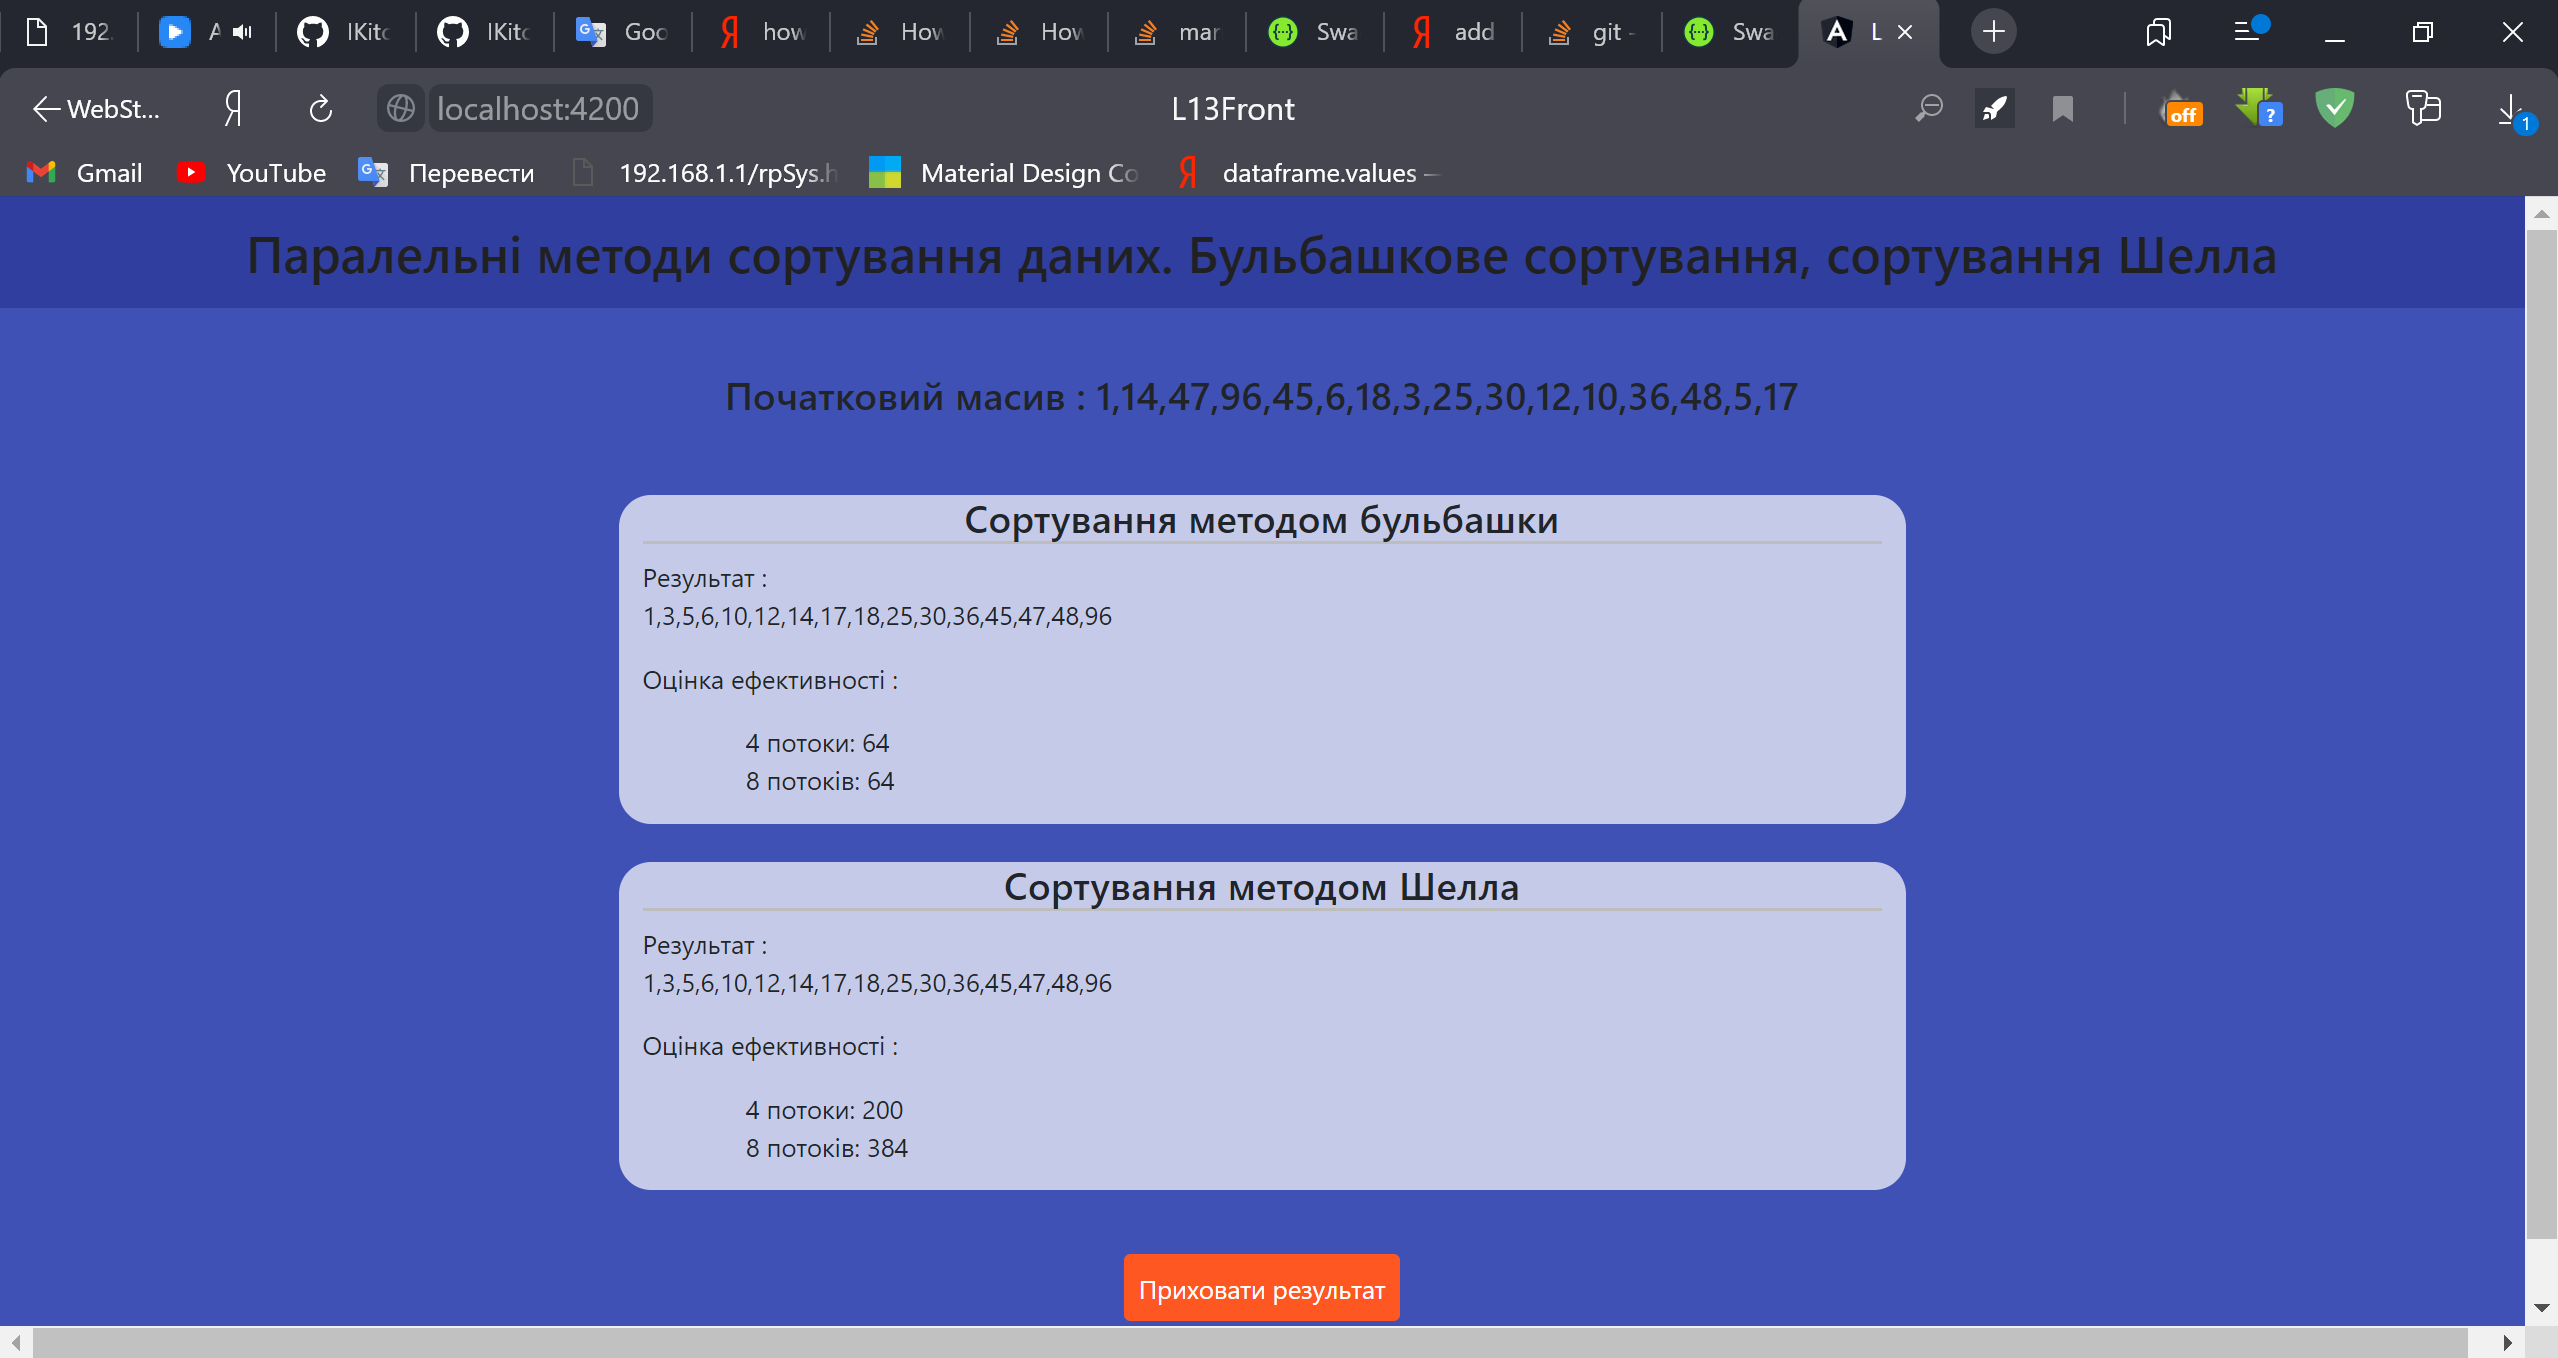 192.
A
IKitc
IKitc
Goo
how
How
How
mar
Swa
add
git -
Swa
L
WebSt...
localhost:4200
L13Front
off
?
1
Gmail
YouTube
Перевести
192.168.1.1/rpSys.h
Material Design Co
dataframe.values —
Паралельні методи сортування даних. Бульбашкове сортування, сортування Шелла
Початковий масив : 1,14,47,96,45,6,18,3,25,30,12,10,36,48,5,17
Сортування методом бульбашки
Результат :
1,3,5,6,10,12,14,17,18,25,30,36,45,47,48,96
Оцінка ефективності :
4 потоки: 64
8 потоків: 64
Сортування методом Шелла
Результат :
1,3,5,6,10,12,14,17,18,25,30,36,45,47,48,96
Оцінка ефективності :
4 потоки: 200
8 потоків: 384
Приховати результат